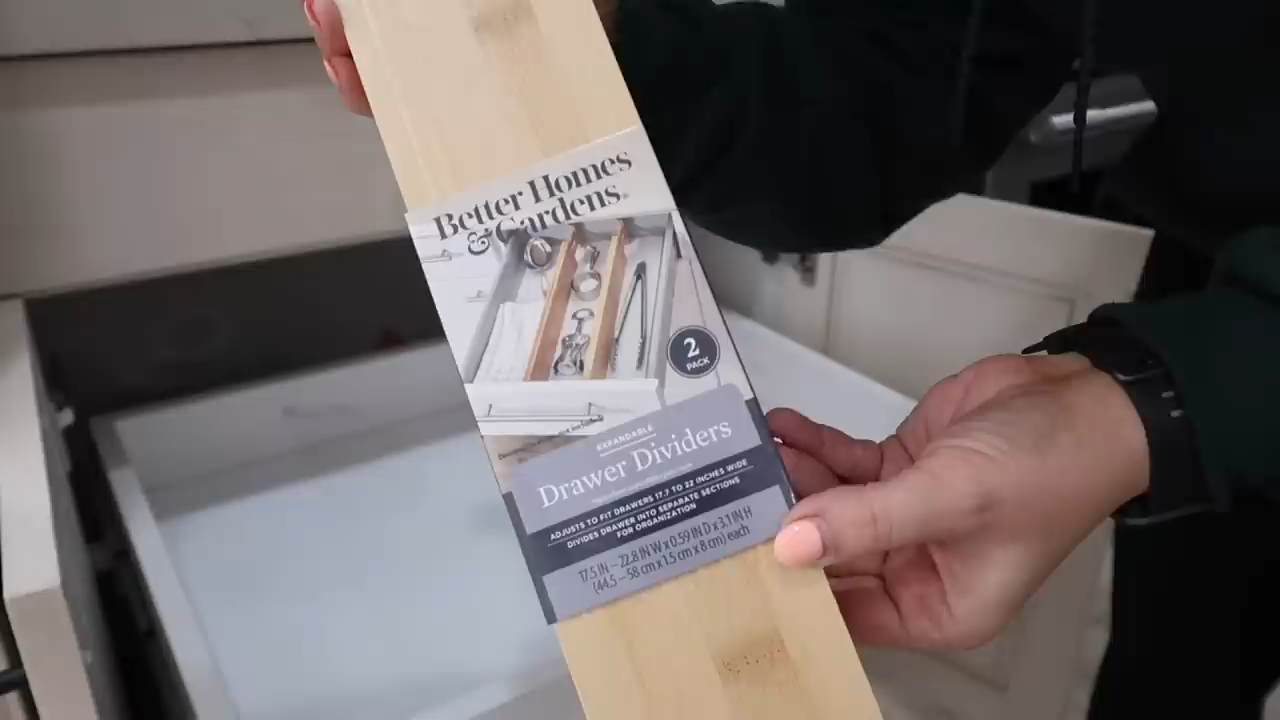 Better Homes
& Gardens®
2
PACK
EXPANDABLE
Drawer Dividers
ADJUSTS TO FIT DRAWERS 17.7 TO 22 INCHES WIDE
DIVIDES DRAWER INTO SEPARATE SECTIONS
FOR ORGANIZATION
17.5 IN – 22.8 IN W x 0.59 IN D x 3.1 IN H
(44.5 – 58 cm x 1.5 cm x 8 cm) each